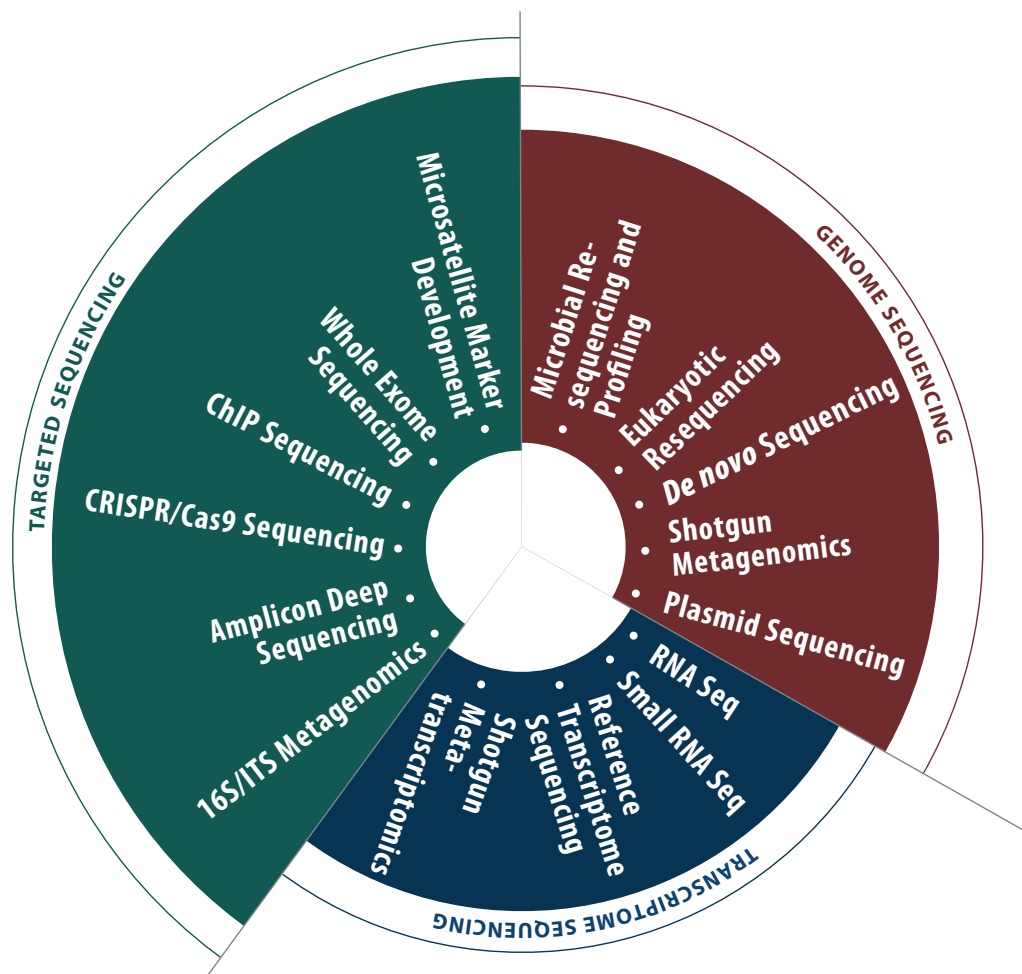 TARGETED SEQUENCING
Microsatellite Marker
Development
Whole Exome
Sequencing
ChIP Sequencing
CRISPR/Cas9 Sequencing
Amplicon Deep
Sequencing
16S/ITS Metagenomics
GENOME SEQUENCING
Microbial Re-
sequencing and
Profiling
Eukaryotic
Resequencing
De novo Sequencing
Shotgun
Metagenomics
Plasmid Sequencing
TRANSCRIPTOME SEQUENCING
RNA Seq
Small RNA Seq
Reference
Transcriptome
Sequencing
Shotgun
Meta-
transcriptomics